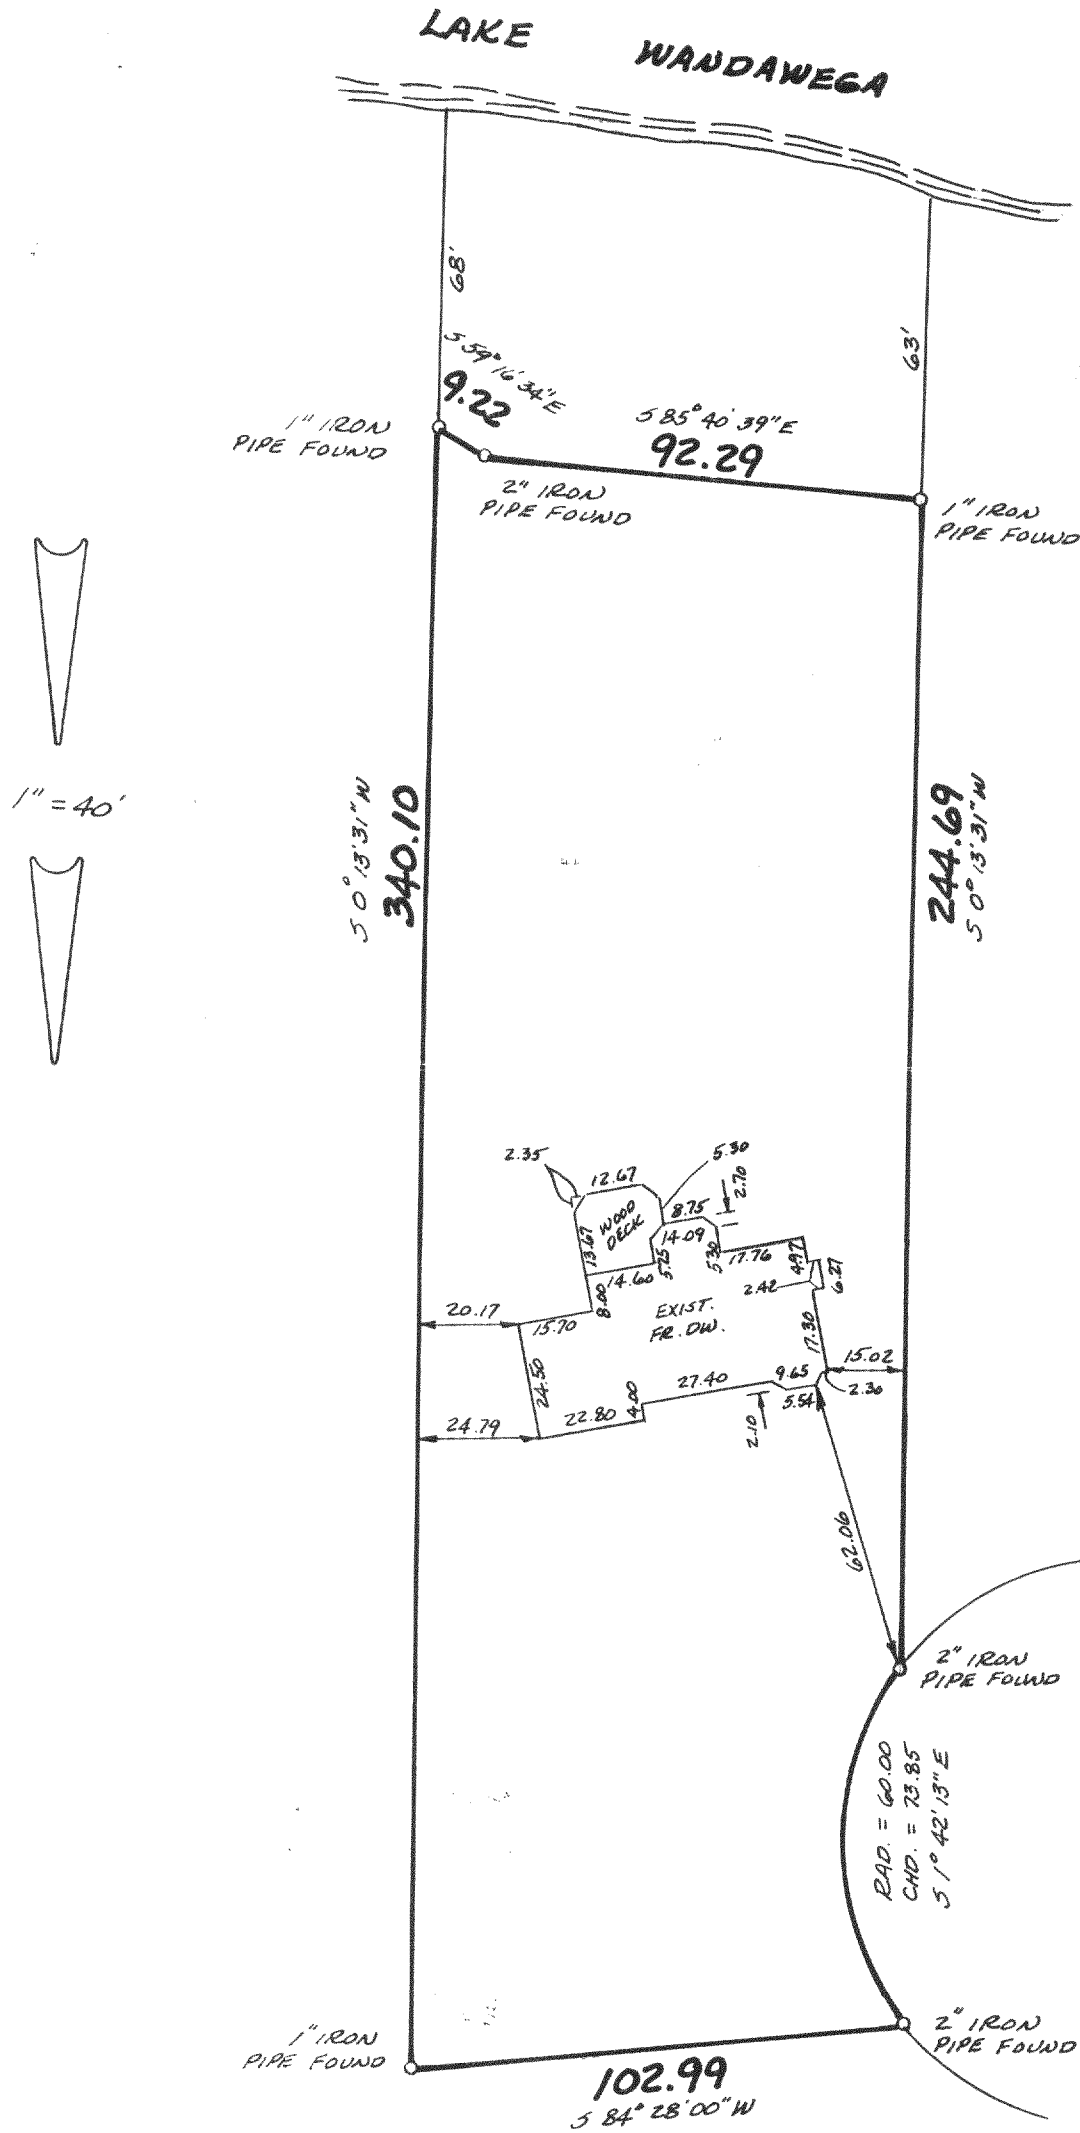 LAKE WANDAWEGA
68'
63'
S 59° 16' 34" E
9.22
S 85° 40' 39" E
92.29
1" IRON
PIPE FOUND
2" IRON
PIPE FOUND
1" IRON
PIPE FOUND
1" = 40'
S 0° 13' 31" W
340.10
244.69
S 0° 13' 31" W
2.35
12.67
5.30
2.70
8.75
WOOD
DECK
14.09
13.67
5.25
5.30
17.76
4.97
6.27
14.60
8.00
2.42
20.17
15.70
EXIST.
FR. DW.
17.30
15.02
24.50
27.40
9.65
2.36
5.54
4.00
22.80
24.79
2.10
62.06
2" IRON
PIPE FOUND
RAD. = 60.00
CHD. = 73.85
S 1° 42' 13" E
1" IRON
PIPE FOUND
2" IRON
PIPE FOUND
102.99
S 84° 28' 00" W